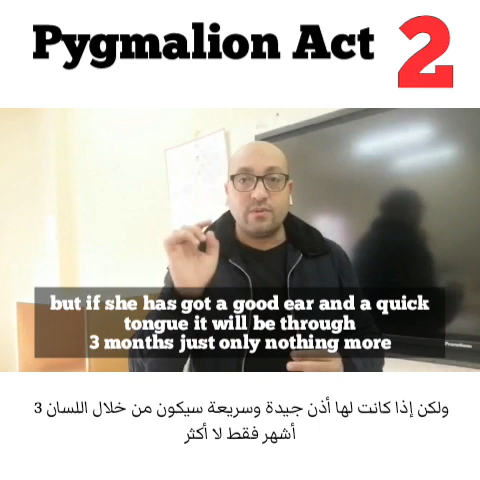 Pygmalion Act 2
but if she has got a good ear and a quick
tongue it will be through
3 months just only nothing more
ولكن إذا كانت لها أذن جيدة وسريعة سيكون من خلال اللسان 3
أشهر فقط لا أكثر